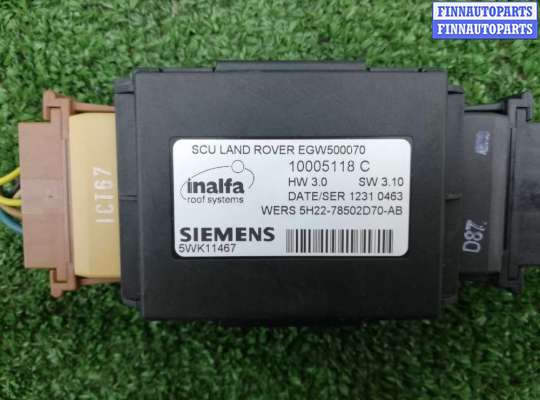 FINNAUTOPARTS
FINNAUTOPARTS
SCU LAND ROVER EGW500070
10005118 C
inalfa
roof systems
HW 3.0 SW 3.10
DATE/SER 1231 0463
WERS 5H22-78502D70-AB
SIEMENS
5WK11467
1CT67
D87.